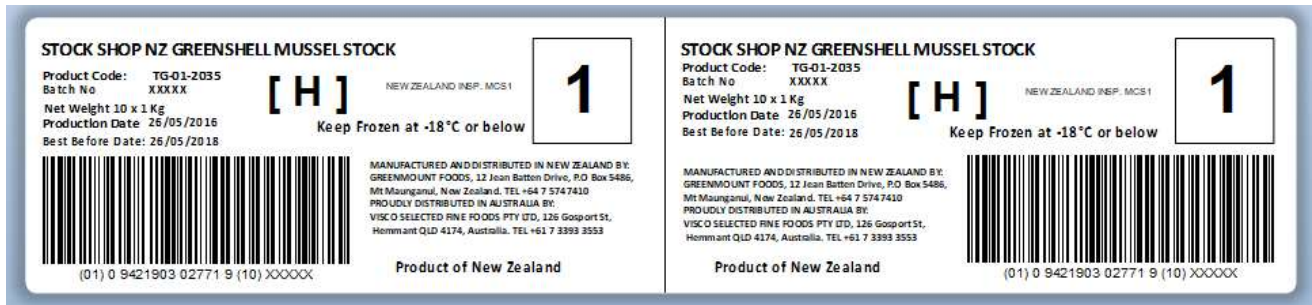 STOCK SHOP NZ GREENSHELL MUSSEL STOCK
Product Code: TG-01-2035
Batch No XXXXX
[ H ]
NEW ZEALAND INSP. MCS1
1
Net Weight 10 x 1 Kg
Production Date 26/05/2016
Keep Frozen at -18°C or below
Best Before Date: 26/05/2018
MANUFACTURED AND DISTRIBUTED IN NEW ZEALAND BY:
GREENMOUNT FOODS, 12 Jean Batten Drive, P.O Box 5486,
Mt Maunganui, New Zealand. TEL +64 7 5747410
PROUDLY DISTRIBUTED IN AUSTRALIA BY:
VISCO SELECTED FINE FOODS PTY LTD, 126 Gosport St,
Hemmant QLD 4174, Australia. TEL +61 7 3393 3553
Product of New Zealand
(01) 0 9421903 02771 9 (10) XXXXX
STOCK SHOP NZ GREENSHELL MUSSEL STOCK
Product Code: TG-01-2035
Batch No XXXXX
[ H ]
NEW ZEALAND INSP. MCS1
1
Net Weight 10 x 1 Kg
Production Date 26/05/2016
Keep Frozen at -18°C or below
Best Before Date: 26/05/2018
MANUFACTURED AND DISTRIBUTED IN NEW ZEALAND BY:
GREENMOUNT FOODS, 12 Jean Batten Drive, P.O Box 5486,
Mt Maunganui, New Zealand. TEL +64 7 5747410
PROUDLY DISTRIBUTED IN AUSTRALIA BY:
VISCO SELECTED FINE FOODS PTY LTD, 126 Gosport St,
Hemmant QLD 4174, Australia. TEL +61 7 3393 3553
Product of New Zealand
(01) 0 9421903 02771 9 (10) XXXXX